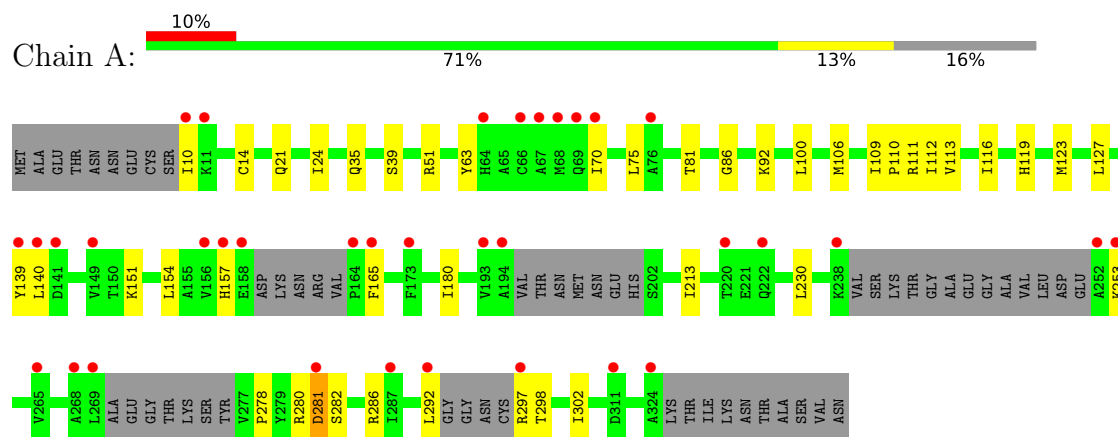 10%
Chain A:
71% 13% 16%
MET ALA GLU THR ASN ASN GLU CYS SER I10 K11 C14 Q21 I24 Q35 S39 R51 Y63 H64 A65 C66 A67 M68 Q69 I70 L75 A76 T81 G86 K92 L100 M106 I109 P110 R111 I112 V113 I116 H119 M123 L127
Y139 L140 D141 V149 T150 K151 L154 A155 V156 H157 E158 ASP LYS ASN ARG VAL P164 F165 F173 I180 V193 A194 VAL THR ASN MET ASN GLU HIS S202 I213 T220 E221 Q222 L230 K238 VAL SER LYS THR GLY ALA GLU GLY ALA VAL LEU ASP GLU A252 K253
V265 A268 L269 ALA GLU GLY THR LYS SER TYR V277 P278 Y279 R280 D281 S282 R286 I287 L292 GLY GLY ASN CYS R297 T298 I302 D311 A324 LYS THR ILE LYS ASN THR ALA SER VAL ASN